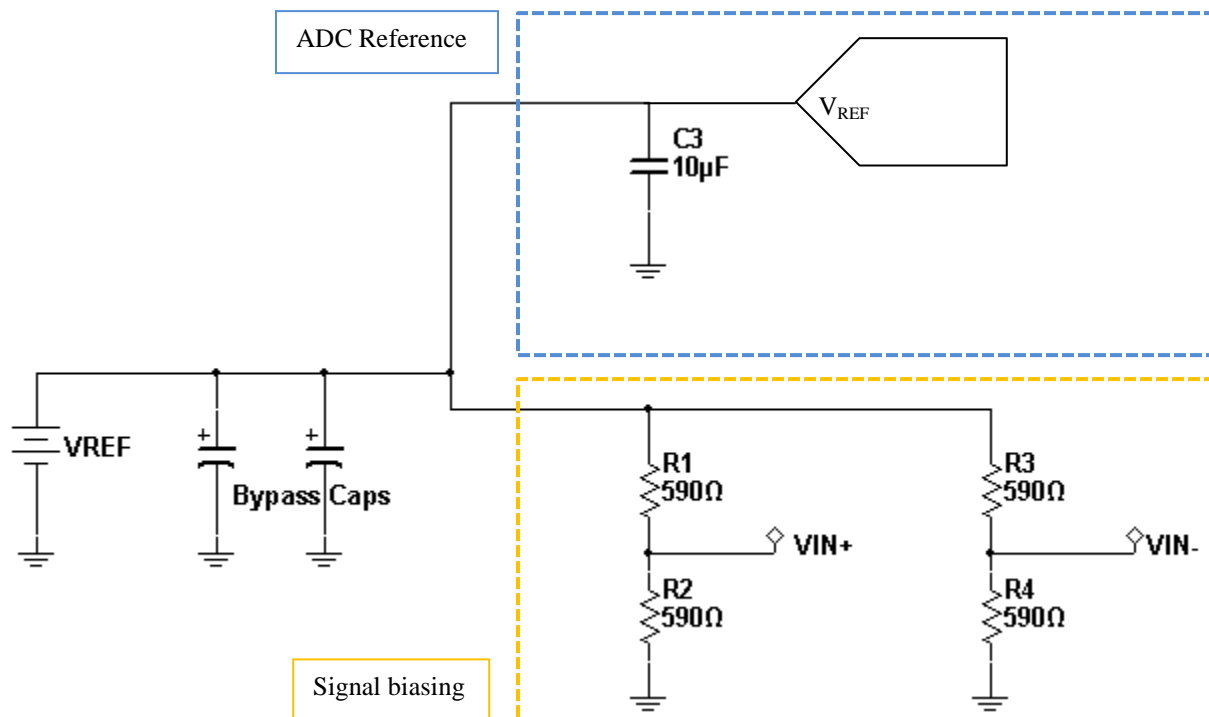 ADC Reference
VREF
C3
10µF
VREF
+
+
Bypass Caps
R1
590Ω
R3
590Ω
VIN+
VIN-
R2
590Ω
R4
590Ω
Signal biasing